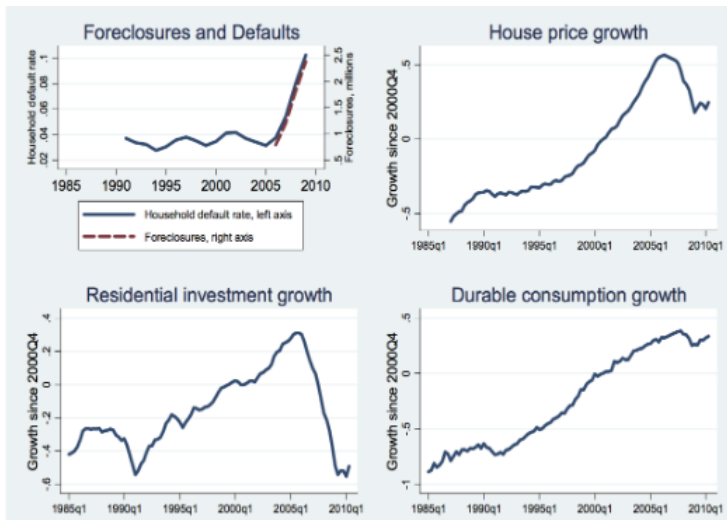 Foreclosures and Defaults
Household default rate
.02 .04 .06 .08 .1
.5 1 1.5 2 2.5
Foreclosures, millions
1985 1990 1995 2000 2005 2010
Household default rate, left axis
Foreclosures, right axis
House price growth
Growth since 2000Q4
-.5 0 .5
1985q1 1990q1 1995q1 2000q1 2005q1 2010q1
Residential investment growth
Growth since 2000Q4
-.6 -.4 -.2 0 .2 .4
1985q1 1990q1 1995q1 2000q1 2005q1 2010q1
Durable consumption growth
Growth since 2000Q4
-1 -.5 0 .5
1985q1 1990q1 1995q1 2000q1 2005q1 2010q1